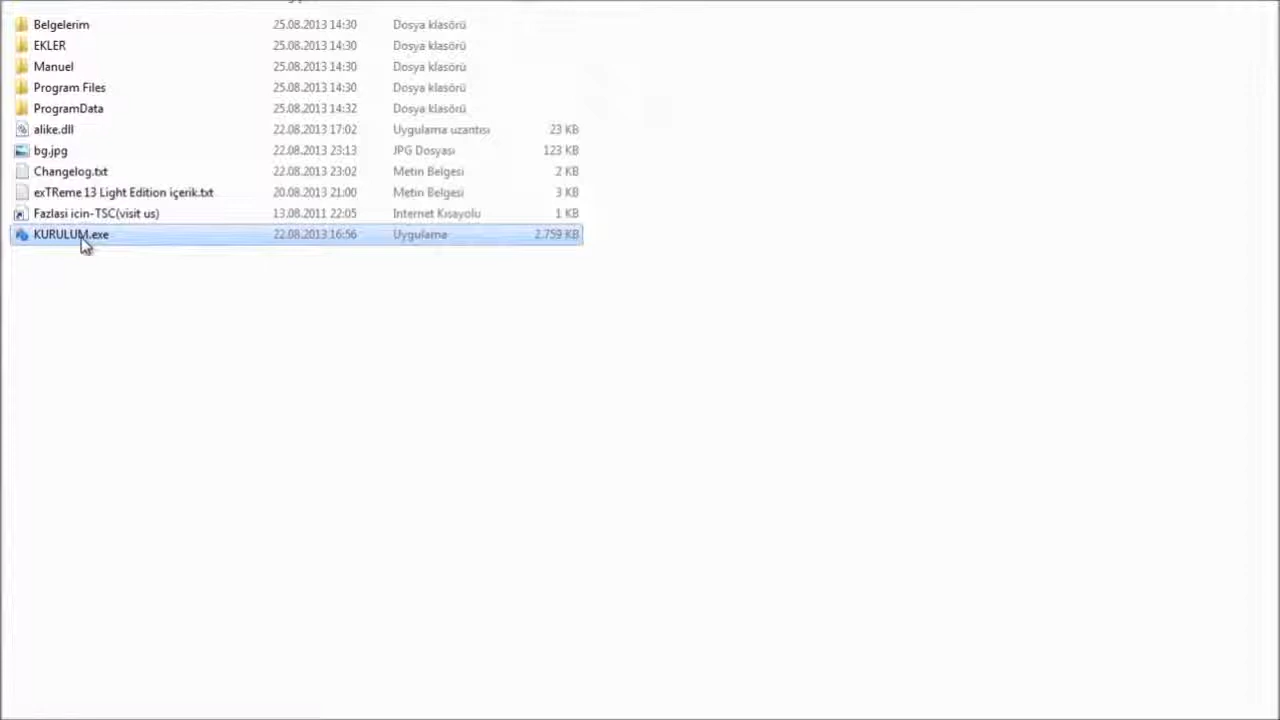 Belgelerim 25.08.2013 14:30 Dosya klasörü
EKLER 25.08.2013 14:30 Dosya klasörü
Manuel 25.08.2013 14:30 Dosya klasörü
Program Files 25.08.2013 14:30 Dosya klasörü
ProgramData 25.08.2013 14:32 Dosya klasörü
alike.dll 22.08.2013 17:02 Uygulama uzantısı 23 KB
bg.jpg 22.08.2013 23:13 JPG Dosyası 123 KB
Changelog.txt 22.08.2013 23:02 Metin Belgesi 2 KB
exTReme 13 Light Edition içerik.txt 20.08.2013 21:00 Metin Belgesi 3 KB
Fazlasi icin-TSC(visit us) 13.08.2011 22:05 Internet Kısayolu 1 KB
KURULUM.exe 22.08.2013 16:56 Uygulama 2.759 KB